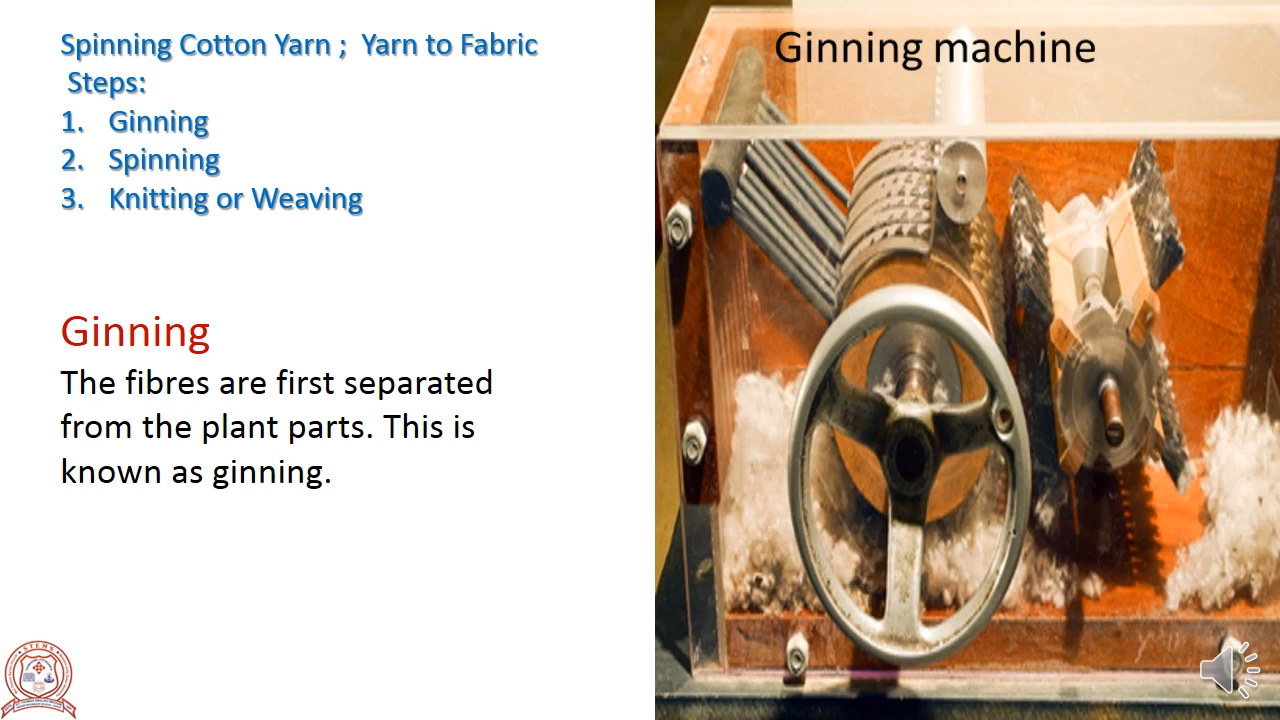 Spinning Cotton Yarn ;  Yarn to Fabric
Steps:
1. Ginning
2. Spinning
3. Knitting or Weaving
Ginning
The fibres are first separated
from the plant parts. This is
known as ginning.
Ginning machine
STEMS